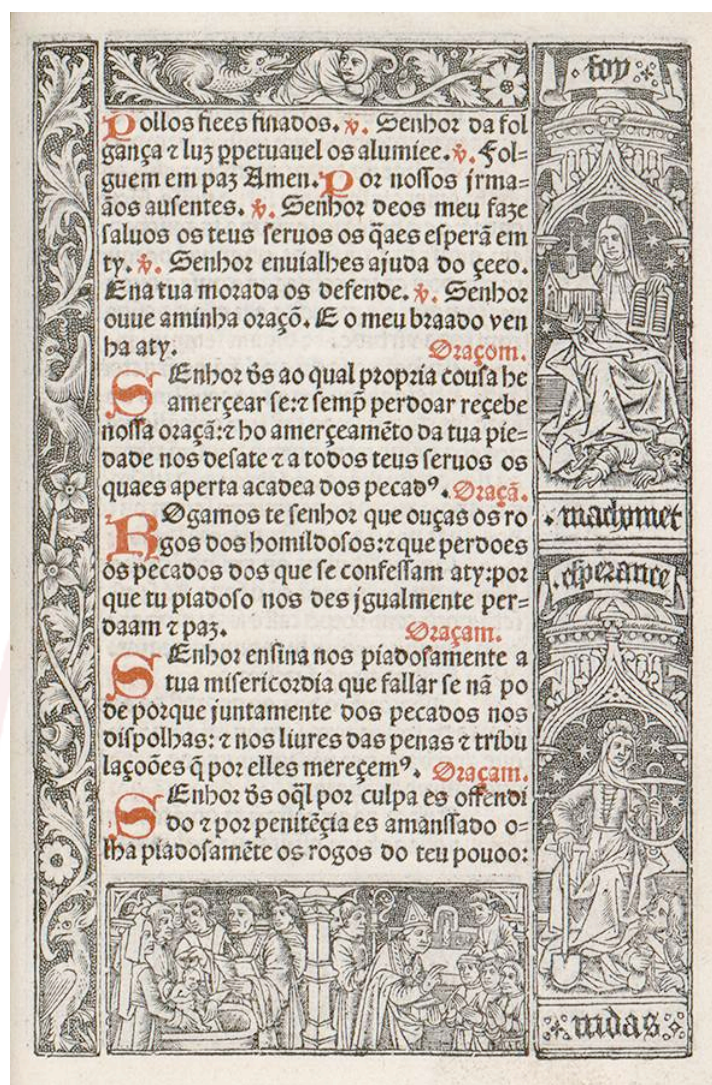 Pollos fiees finados. ℣. Senhor da fol
gança ⁊ luz ꝑpetuauel os alumiee. ℣. Fol-
guem em paz Amen. Por nossos jrma-
ãos ausentes. ℣. Senhor deos meu faze
saluos os teus seruos os q̃aes esperã em
ty. ℣. Senhor enuialhes ajuda do çeeo.
E na tua morada os defende. ℣. Senhor
ouue aminha oraçõ. E o meu braado ven
ha aty. Oraçom.
SEnhor d̃s ao qual propria cousa he
amerçear se: ⁊ semp̃ perdoar reçebe
nossa oraçã: ⁊ ho amerçeamẽto da tua pie-
dade nos desate ⁊ a todos teus seruos os
quaes aperta acadea dos pecadꝰ. Oraçã.
ROgamos te senhor que ouças os ro
gos dos homildosos: ⁊ que perdoes
os pecados dos que se confessam aty: por
que tu piadoso nos des jgualmente per-
daam ⁊ paz. Oraçam.
SEnhor ensina nos piadosamente a
tua misericordia que fallar se nã po
de porque juntamente dos pecados nos
dispolhas: ⁊ nos liures das penas ⁊ tribu
laçoões q̃ por elles mereçemꝰ. Oraçam.
SEnhor d̃s oq̃l por culpa es offendi
do ⁊ por penitẽçia es amanssado o-
lha piadosamẽte os rogos do teu pouoo:
foy
machomet
esperance
iudas